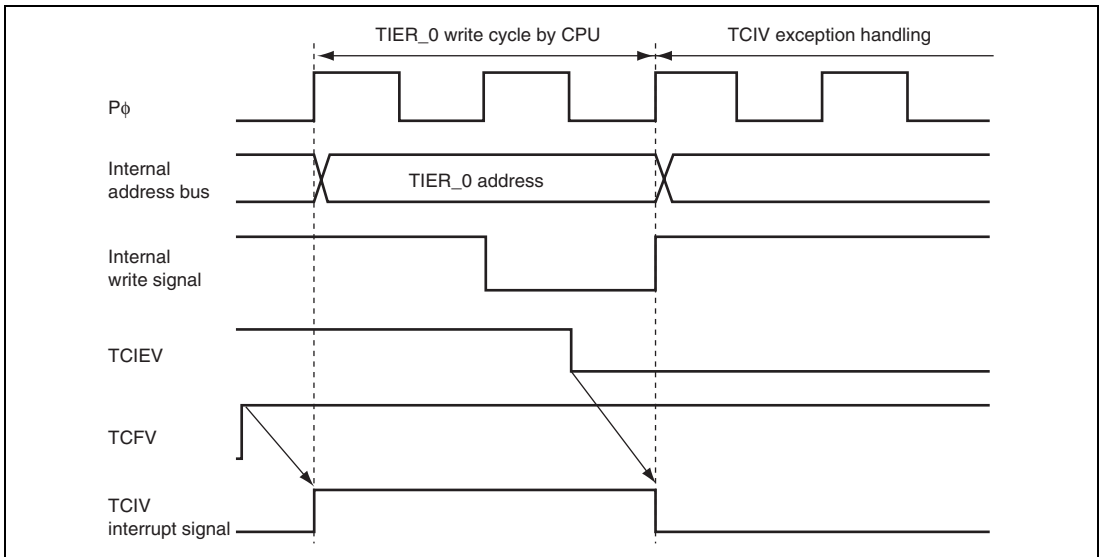 TIER_0 write cycle by CPU
TCIV exception handling
Pϕ
Internal
address bus
TIER_0 address
Internal
write signal
TCIEV
TCFV
TCIV
interrupt signal